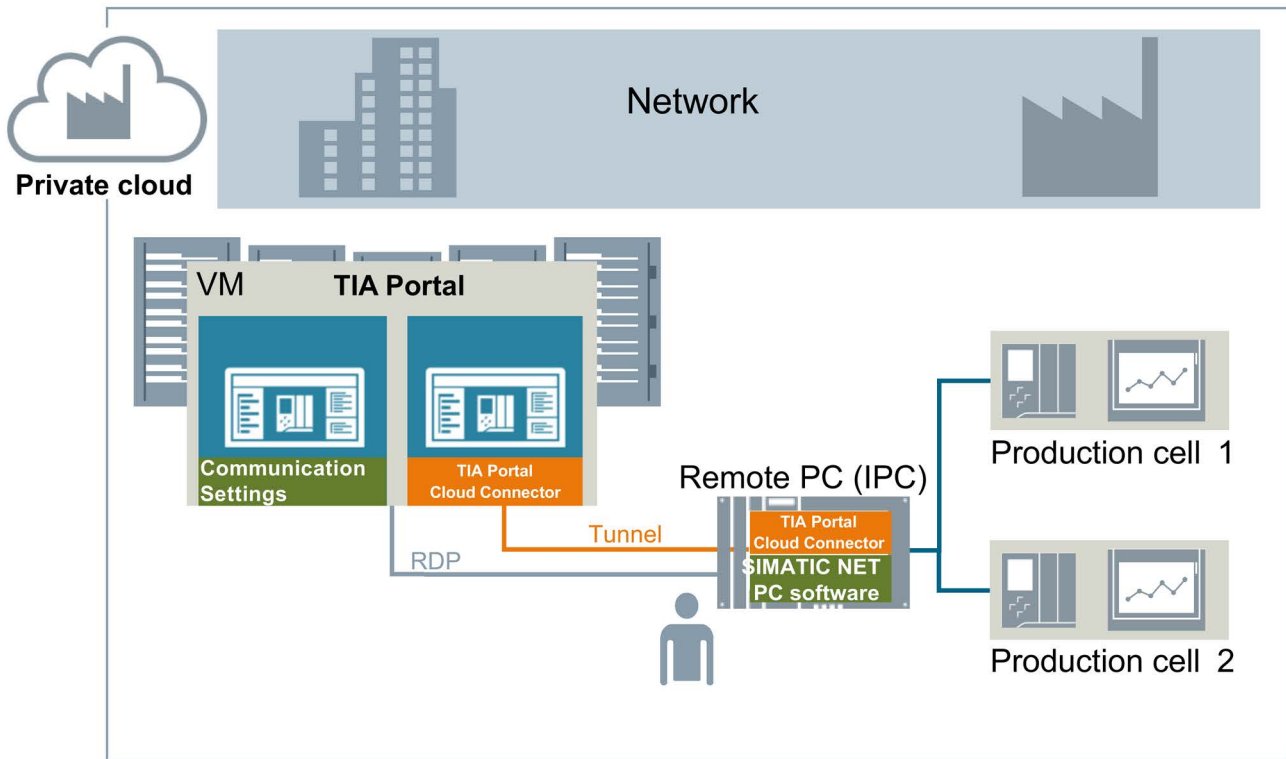 Network
Private cloud
VM
TIA Portal
Communication
Settings
TIA Portal
Cloud Connector
Remote PC (IPC)
Tunnel
RDP
TIA Portal
Cloud Connector
SIMATIC NET
PC software
Production cell 1
Production cell 2